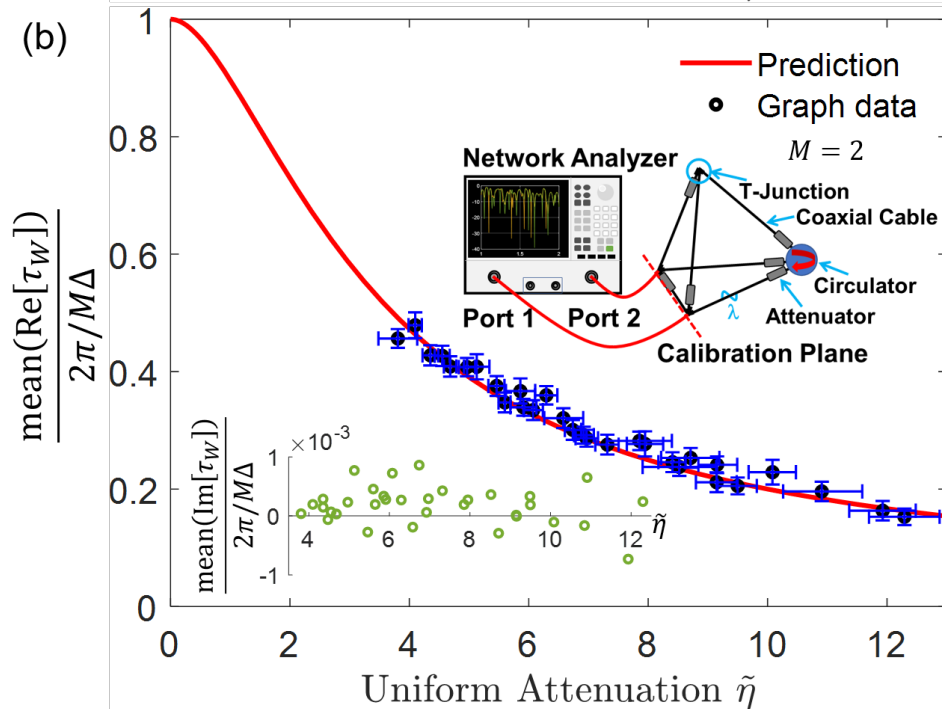 (b)
mean(Re[τ_W])
2π/MΔ
1
0.8
0.6
0.4
0.2
0
0 2 4 6 8 10 12
Uniform Attenuation η̃
Prediction
Graph data
M = 2
Network Analyzer
Port 1 Port 2
T-Junction
Coaxial Cable
Circulator
Attenuator
λ
Calibration Plane
mean(Im[τ_W])
2π/MΔ
×10⁻³
1
0
-1
4 6 8 10 12
η̃